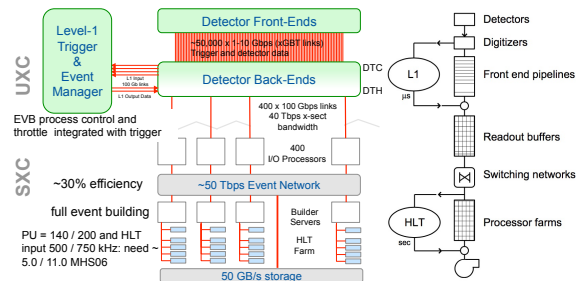 Level-1
Trigger
&
Event
Manager
Detector Front-Ends
~50,000 x 1-10 Gbps (xGBT links)
Trigger and detector data
UXC
L1 Input
100 Gb links
L1 Output Data
Detector Back-Ends
DTC
DTH
EVB process control and
throttle integrated with trigger
400 x 100 Gbps links
40 Tbps x-sect
bandwidth
400
I/O Processors
SXC
~30% efficiency
~50 Tbps Event Network
full event building
Builder
Servers
PU = 140 / 200 and HLT
input 500 / 750 kHz: need ~
5.0 / 11.0 MHS06
HLT
Farm
50 GB/s storage
Detectors
Digitizers
L1
µs
Front end pipelines
Readout buffers
Switching networks
HLT
sec
Processor farms